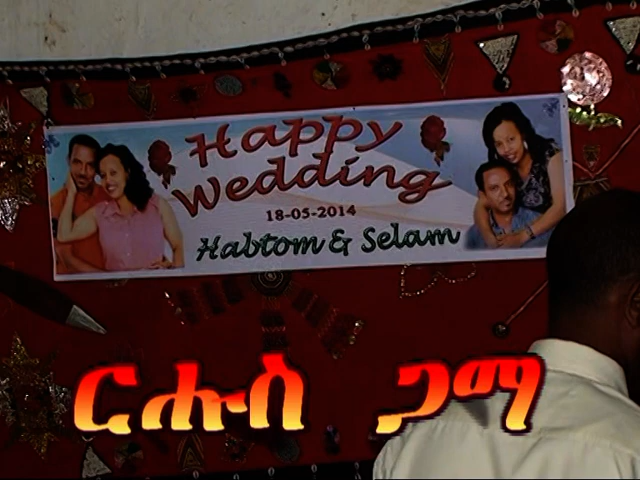 Happy
Wedding
18-05-2014
Habtom & Selam
ርሑስ ጋማ